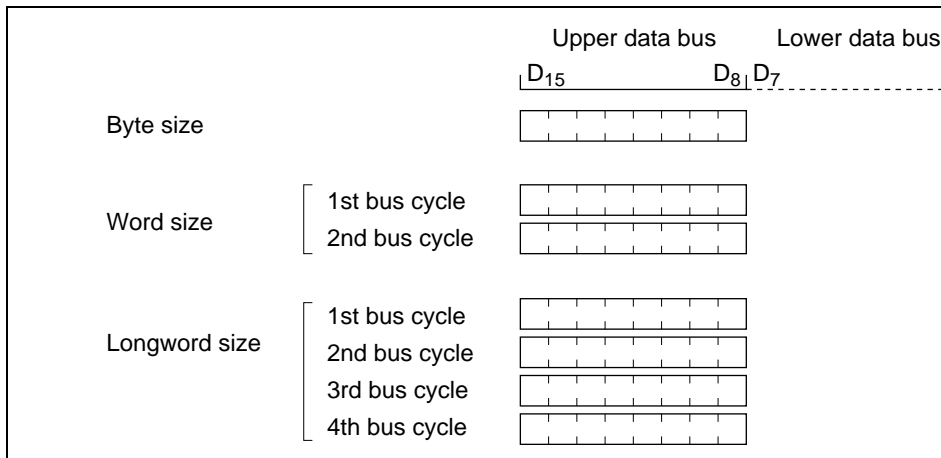 Upper data bus Lower data bus
D15 D8 D7
Byte size
Word size
1st bus cycle
2nd bus cycle
Longword size
1st bus cycle
2nd bus cycle
3rd bus cycle
4th bus cycle